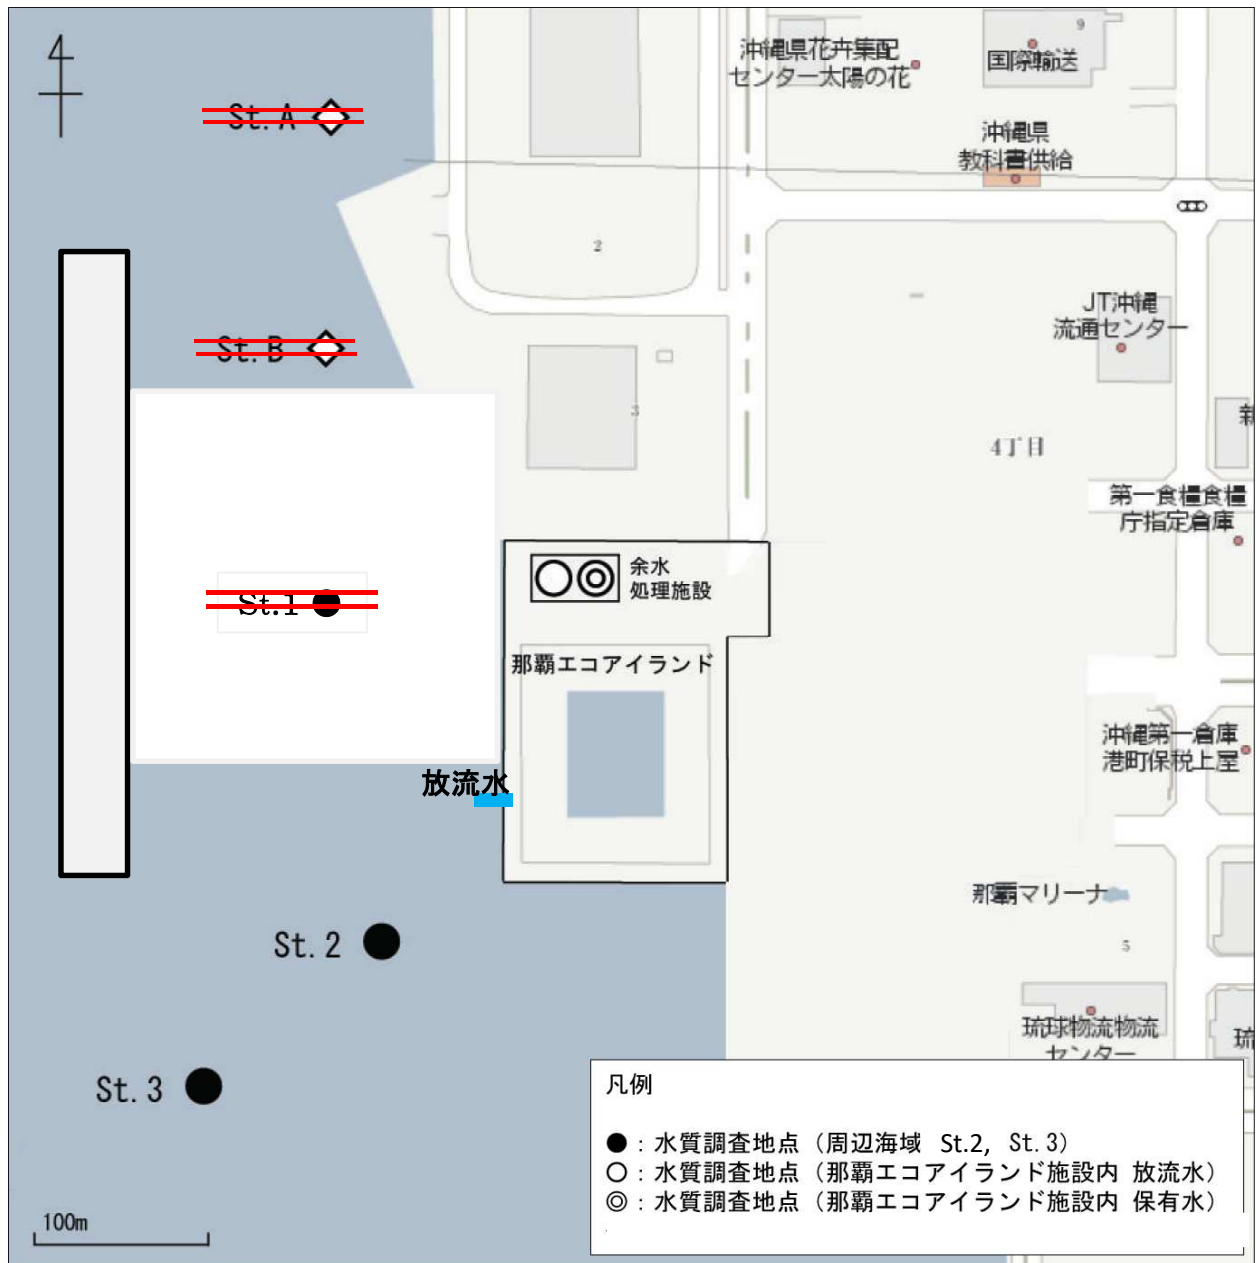 4
St. A
沖縄県花卉集配
センター太陽の花
国際輸送
9
沖縄県
教科書供給
2
JT沖縄
流通センター
St. B
3
新
4丁目
第一食糧食糧
庁指定倉庫
余水
処理施設
St.1
那覇エコアイランド
沖縄第一倉庫
港町保税上屋
放流水
那覇マリーナ
St. 2
5
琉球物流物流
センター
琉
St. 3
凡例
●：水質調査地点（周辺海域 St.2, St. 3）
○：水質調査地点（那覇エコアイランド施設内 放流水）
◎：水質調査地点（那覇エコアイランド施設内 保有水）
100m